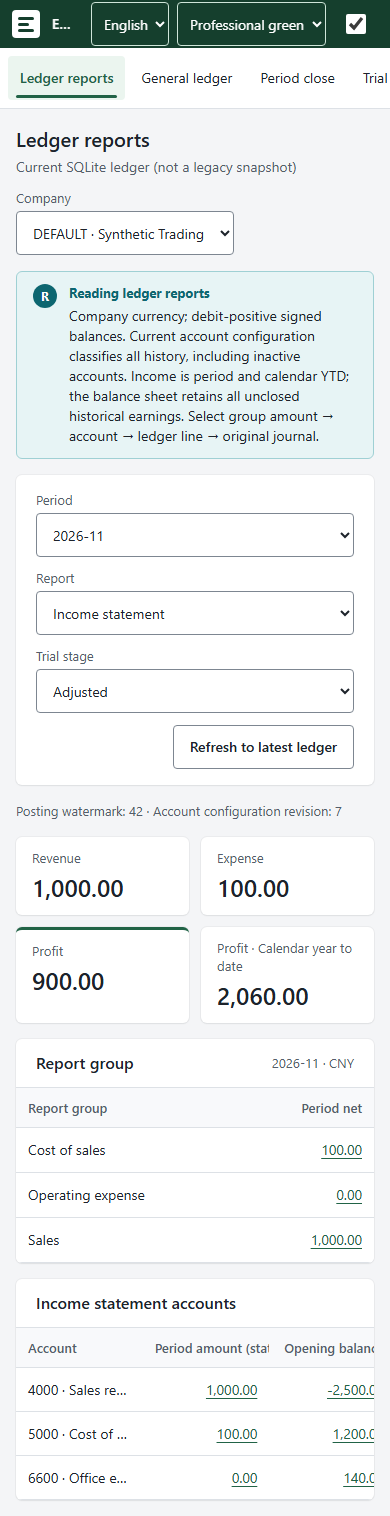 E...
English
Professional green
Ledger reports
General ledger
Period close
Trial
Ledger reports
Current SQLite ledger (not a legacy snapshot)
Company
DEFAULT · Synthetic Trading
R
Reading ledger reports
Company currency; debit-positive signed
balances. Current account configuration
classifies all history, including inactive
accounts. Income is period and calendar YTD;
the balance sheet retains all unclosed
historical earnings. Select group amount →
account → ledger line → original journal.
Period
2026-11
Report
Income statement
Trial stage
Adjusted
Refresh to latest ledger
Posting watermark: 42 · Account configuration revision: 7
Revenue
1,000.00
Expense
100.00
Profit
900.00
Profit · Calendar year to
date
2,060.00
Report group
2026-11 · CNY
Report group Period net
Cost of sales 100.00
Operating expense 0.00
Sales 1,000.00
Income statement accounts
Account Period amount (stat Opening balanc
4000 · Sales re... 1,000.00 -2,500.0
5000 · Cost of ... 100.00 1,200.0
6600 · Office e... 0.00 140.0